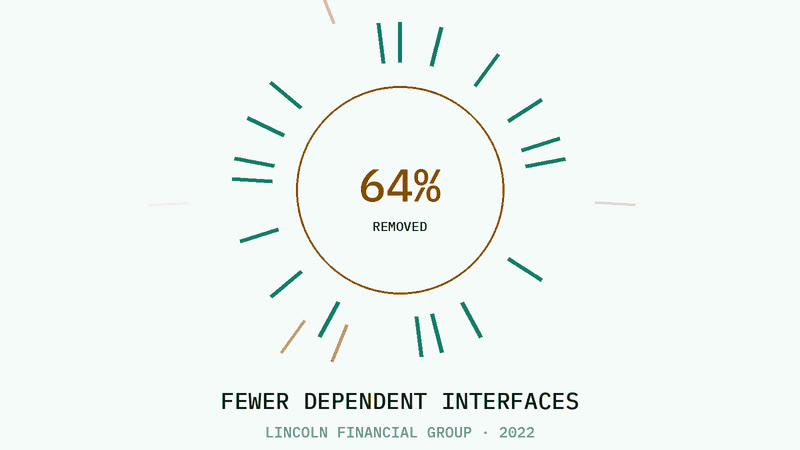 64%
REMOVED
FEWER DEPENDENT INTERFACES
LINCOLN FINANCIAL GROUP · 2022